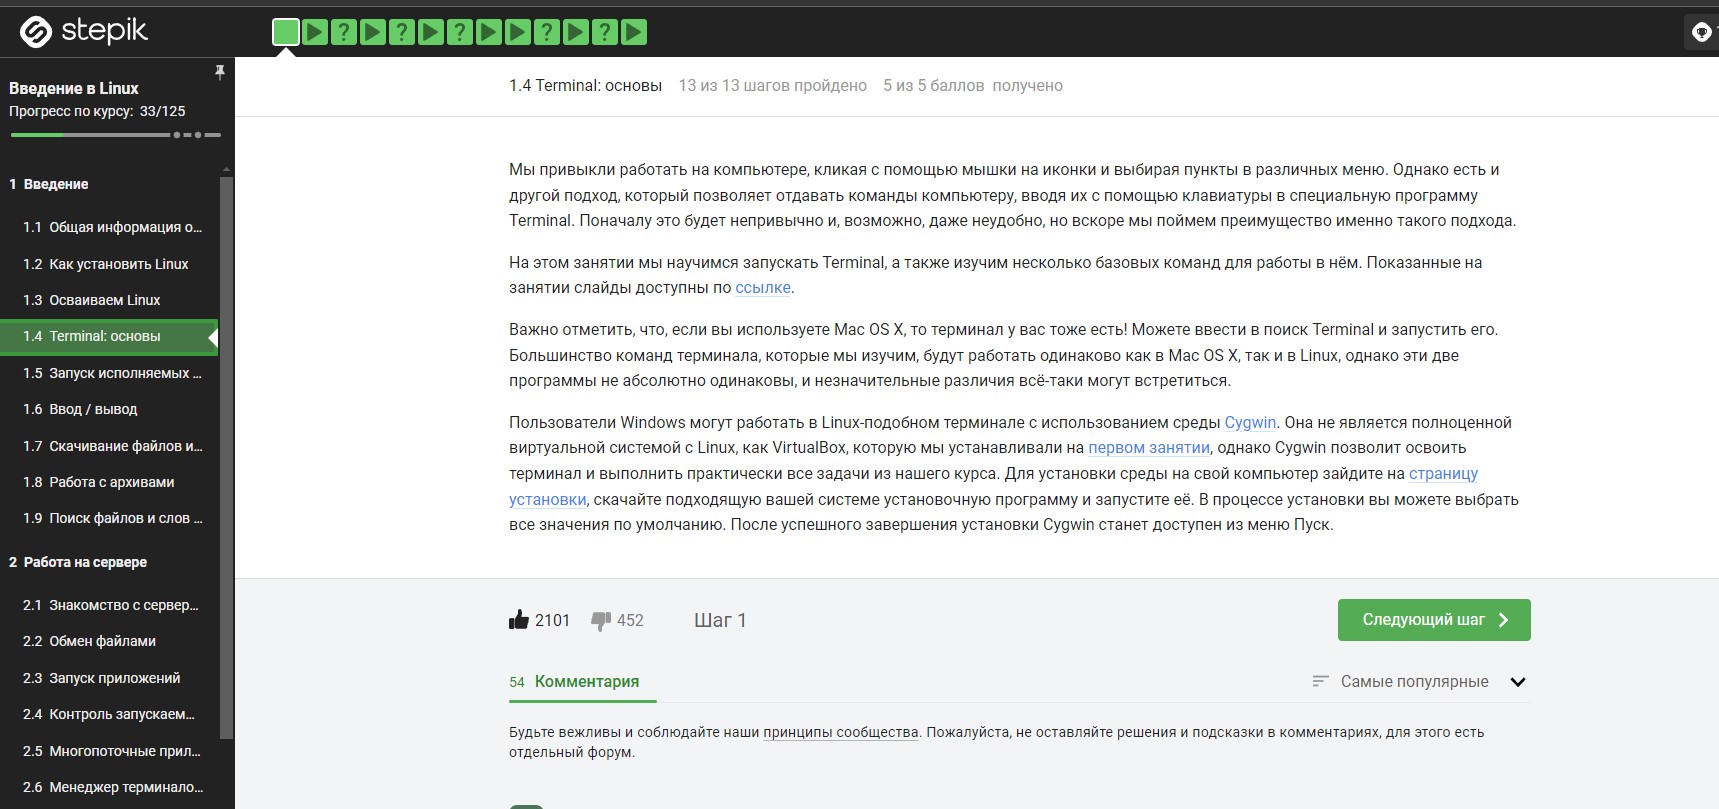 stepik
Введение в Linux
Прогресс по курсу: 33/125
1 Введение
1.1 Общая информация о...
1.2 Как установить Linux
1.3 Осваиваем Linux
1.4 Terminal: основы
1.5 Запуск исполняемых ...
1.6 Ввод / вывод
1.7 Скачивание файлов и...
1.8 Работа с архивами
1.9 Поиск файлов и слов ...
2 Работа на сервере
2.1 Знакомство с сервер...
2.2 Обмен файлами
2.3 Запуск приложений
2.4 Контроль запускаем...
2.5 Многопоточные прил...
2.6 Менеджер терминало...
1.4 Terminal: основы 13 из 13 шагов пройдено 5 из 5 баллов получено
Мы привыкли работать на компьютере, кликая с помощью мышки на иконки и выбирая пункты в различных меню. Однако есть и
другой подход, который позволяет отдавать команды компьютеру, вводя их с помощью клавиатуры в специальную программу
Terminal. Поначалу это будет непривычно и, возможно, даже неудобно, но вскоре мы поймем преимущество именно такого подхода.
На этом занятии мы научимся запускать Terminal, а также изучим несколько базовых команд для работы в нём. Показанные на
занятии слайды доступны по ссылке.
Важно отметить, что, если вы используете Mac OS X, то терминал у вас тоже есть! Можете ввести в поиск Terminal и запустить его.
Большинство команд терминала, которые мы изучим, будут работать одинаково как в Mac OS X, так и в Linux, однако эти две
программы не абсолютно одинаковы, и незначительные различия всё-таки могут встретиться.
Пользователи Windows могут работать в Linux-подобном терминале с использованием среды Cygwin. Она не является полноценной
виртуальной системой с Linux, как VirtualBox, которую мы устанавливали на первом занятии, однако Cygwin позволит освоить
терминал и выполнить практически все задачи из нашего курса. Для установки среды на свой компьютер зайдите на страницу
установки, скачайте подходящую вашей системе установочную программу и запустите её. В процессе установки вы можете выбрать
все значения по умолчанию. После успешного завершения установки Cygwin станет доступен из меню Пуск.
2101 452 Шаг 1 Следующий шаг
54 Комментария Самые популярные
Будьте вежливы и соблюдайте наши принципы сообщества. Пожалуйста, не оставляйте решения и подсказки в комментариях, для этого есть
отдельный форум.